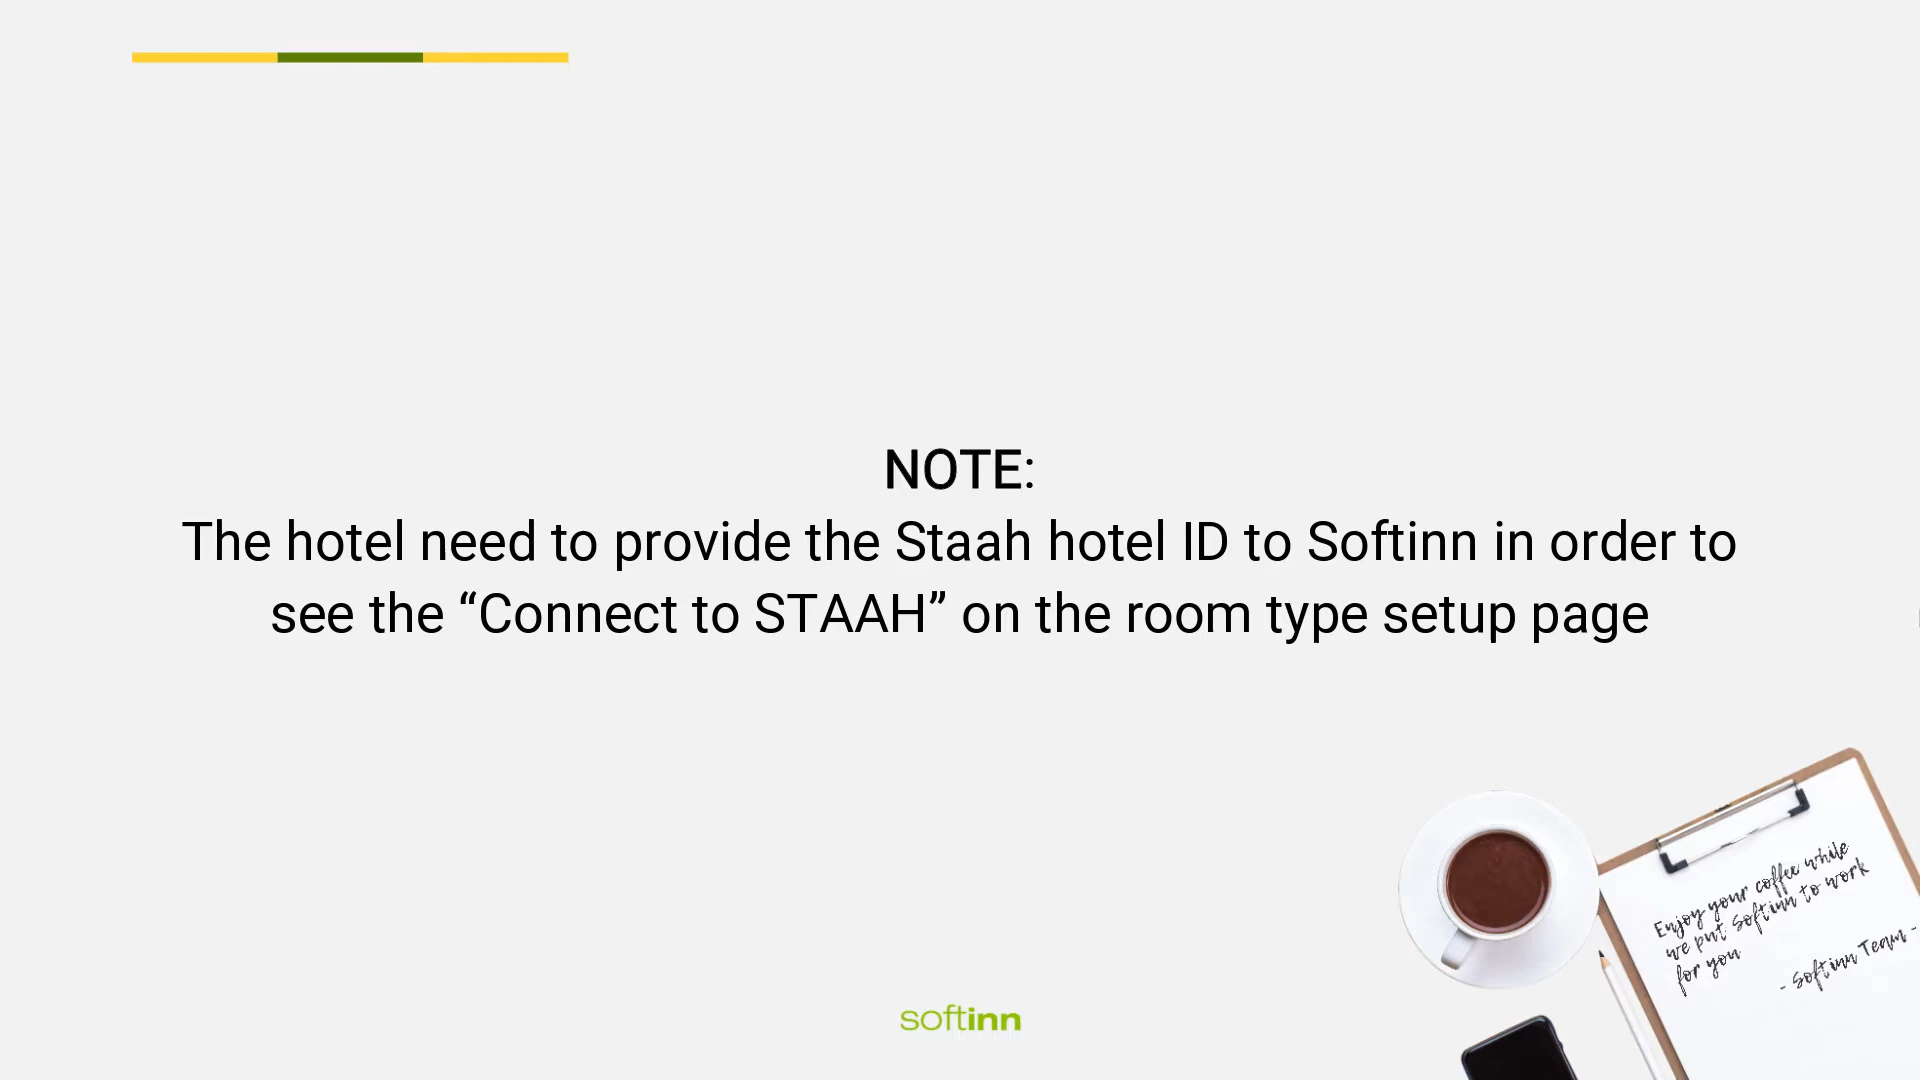 NOTE:
The hotel need to provide the Staah hotel ID to Softinn in order to
see the “Connect to STAAH” on the room type setup page
Enjoy your coffee while
we put Softinn to work
for you
- Softinn Team -
softinn